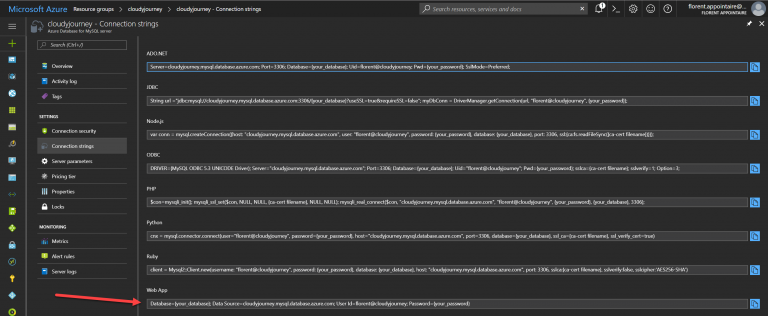 Microsoft Azure Resource groups > cloudyjourney > cloudyjourney - Connection strings
Search resources, services and docs
florent.appointaire@...
FLORENT APPOINTAIRE
cloudyjourney - Connection strings
Azure Database for MySQL server
Search (Ctrl+/)
Overview
Activity log
Tags
SETTINGS
Connection security
Connection strings
Server parameters
Pricing tier
Properties
Locks
MONITORING
Metrics
Alert rules
Server logs
ADO.NET
Server=cloudyjourney.mysql.database.azure.com; Port=3306; Database={your_database}; Uid=florent@cloudyjourney; Pwd={your_password}; SslMode=Preferred;
JDBC
String url ="jdbc:mysql://cloudyjourney.mysql.database.azure.com:3306/{your_database}?useSSL=true&requireSSL=false"; myDbConn = DriverManager.getConnection(url, "florent@cloudyjourney", {your_password});
Node.js
var conn = mysql.createConnection({host: "cloudyjourney.mysql.database.azure.com", user: "florent@cloudyjourney", password: {your_password}, database: {your_database}, port: 3306, ssl:{ca:fs.readFileSync({ca-cert filename})}});
ODBC
DRIVER={MySQL ODBC 5.3 UNICODE Driver}; Server="cloudyjourney.mysql.database.azure.com"; Port=3306; Database={your_database}; Uid="florent@cloudyjourney"; Pwd={your_password}; sslca={ca-cert filename}; sslverify=1; Option=3;
PHP
$con=mysqli_init(); mysqli_ssl_set($con, NULL, NULL, {ca-cert filename}, NULL, NULL); mysqli_real_connect($con, "cloudyjourney.mysql.database.azure.com", "florent@cloudyjourney", {your_password}, {your_database}, 3306);
Python
cnx = mysql.connector.connect(user="florent@cloudyjourney", password={your_password}, host="cloudyjourney.mysql.database.azure.com", port=3306, database={your_database}, ssl_ca={ca-cert filename}, ssl_verify_cert=true)
Ruby
client = Mysql2::Client.new(username: "florent@cloudyjourney", password: {your_password}, database: {your_database}, host: "cloudyjourney.mysql.database.azure.com", port: 3306, sslca:{ca-cert filename}, sslverify:false, sslcipher:'AES256-SHA')
Web App
Database={your_database}; Data Source=cloudyjourney.mysql.database.azure.com; User Id=florent@cloudyjourney; Password={your_password}